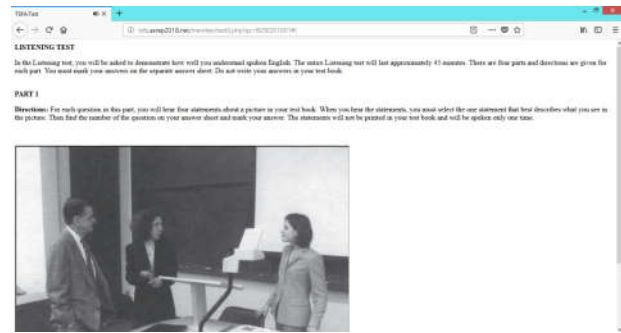 LISTENING TEST
In the Listening test, you will be asked to demonstrate how well you understand spoken English. The entire Listening test will last approximately 45 minutes. There are four parts and directions are given for
each part. You must mark your answers on the separate answer sheet. Do not write your answers in your test book.
PART 1
Directions: For each question in this part, you will hear four statements about a picture in your test book. When you hear the statements, you must select the one statement that best describes what you see in
the picture. Then find the number of the question on your answer sheet and mark your answer. The statements will not be printed in your test book and will be spoken only one time.